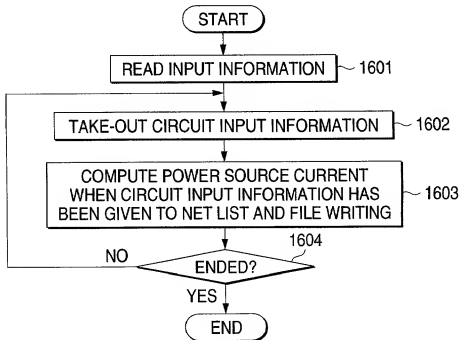 START
READ INPUT INFORMATION
1601
TAKE-OUT CIRCUIT INPUT INFORMATION
1602
COMPUTE POWER SOURCE CURRENT
WHEN CIRCUIT INPUT INFORMATION HAS
BEEN GIVEN TO NET LIST AND FILE WRITING
1603
1604
ENDED?
NO
YES
END